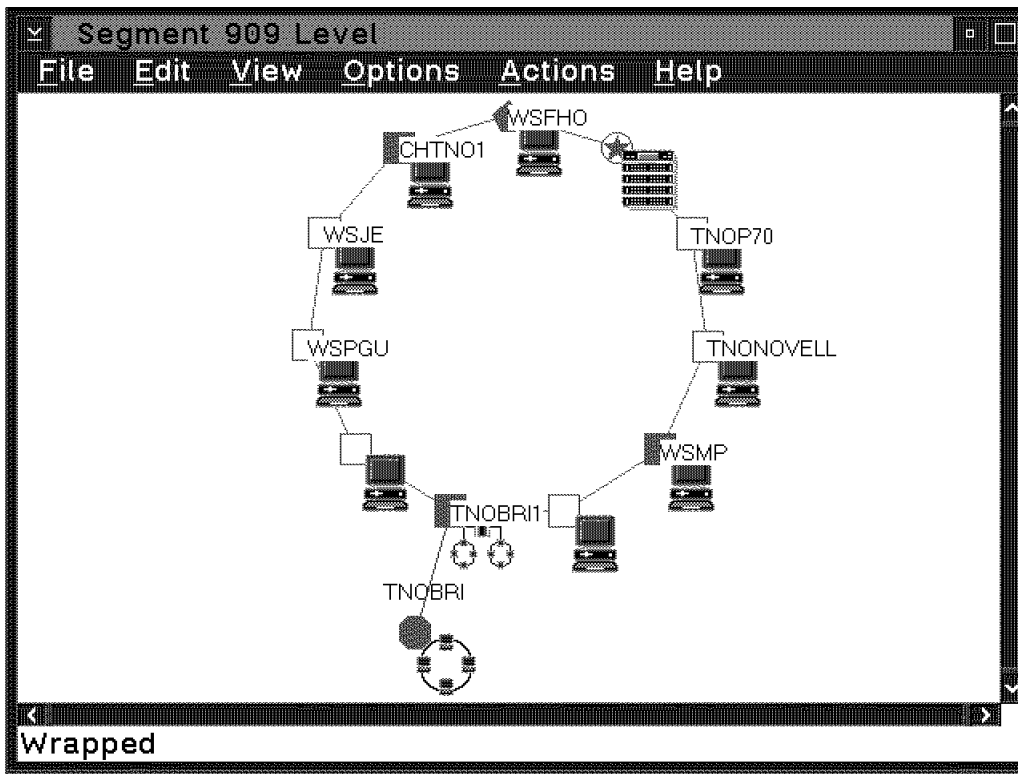 Segment 909 Level
File Edit View Options Actions Help
WSFHO
CHTNO1
WSJE
TNOP70
WSPGU
TNONOVELL
WSMP
TNOBRI1
TNOBRI
Wrapped